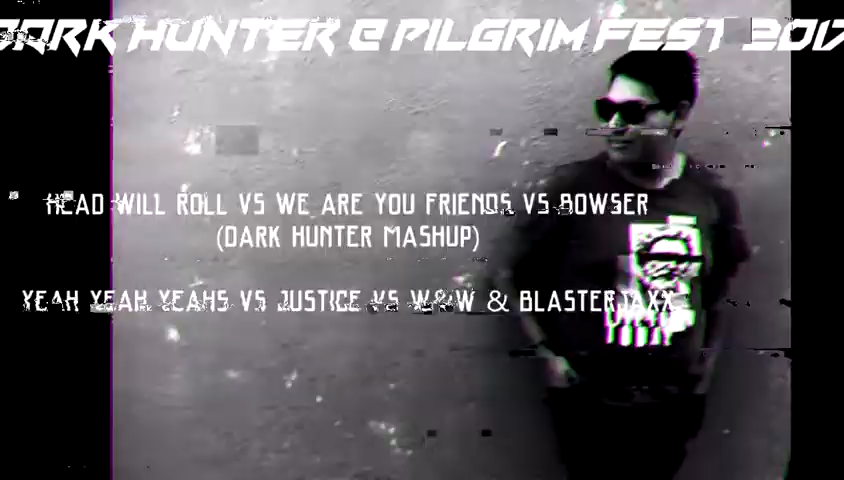 DARK HUNTER @ PILGRIM FEST 2017
HEAD WILL ROLL VS WE ARE YOU FRIENDS VS BOWSER
(DARK HUNTER MASHUP)
YEAH YEAH YEAHS VS JUSTICE VS W&W & BLASTERJAXX